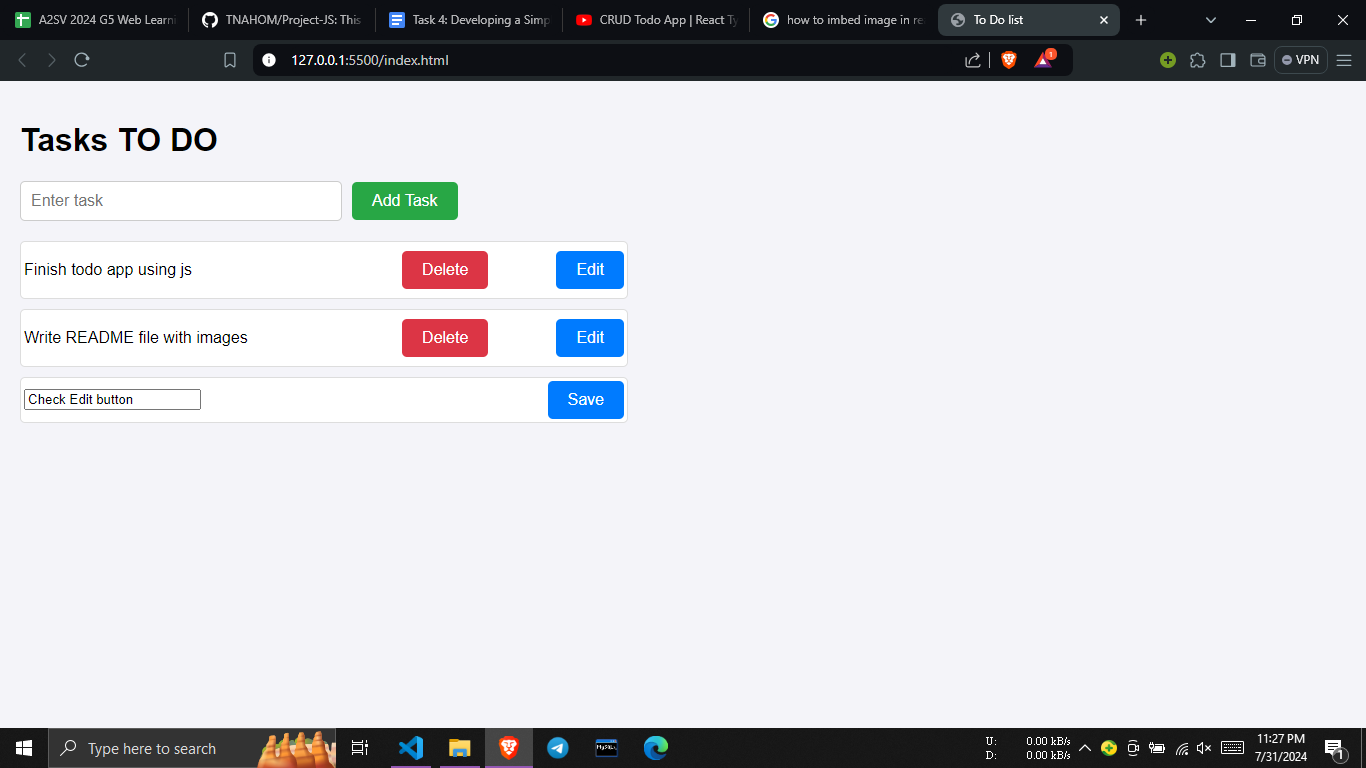 A2SV 2024 G5 Web Learni
TNAHOM/Project-JS: This
Task 4: Developing a Simp
CRUD Todo App | React Ty
how to imbed image in re
To Do list
127.0.0.1:5500/index.html
1
VPN
Tasks TO DO
Enter task
Add Task
Finish todo app using js
Delete
Edit
Write README file with images
Delete
Edit
Check Edit button
Save
Type here to search
MySQL
U: 0.00 kB/s
D: 0.00 kB/s
11:27 PM
7/31/2024
1